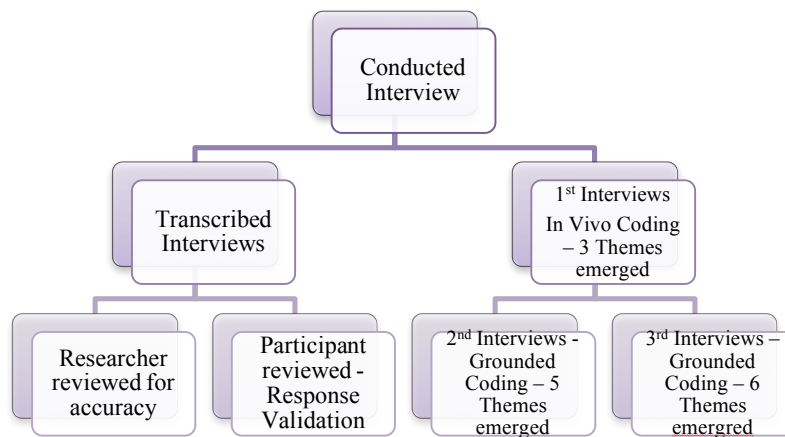 Conducted
Interview
Transcribed
Interviews
1st Interviews
In Vivo Coding
– 3 Themes
emerged
Researcher
reviewed for
accuracy
Participant
reviewed -
Response
Validation
2nd Interviews -
Grounded
Coding – 5
Themes
emerged
3rd Interviews –
Grounded
Coding – 6
Themes
emergred